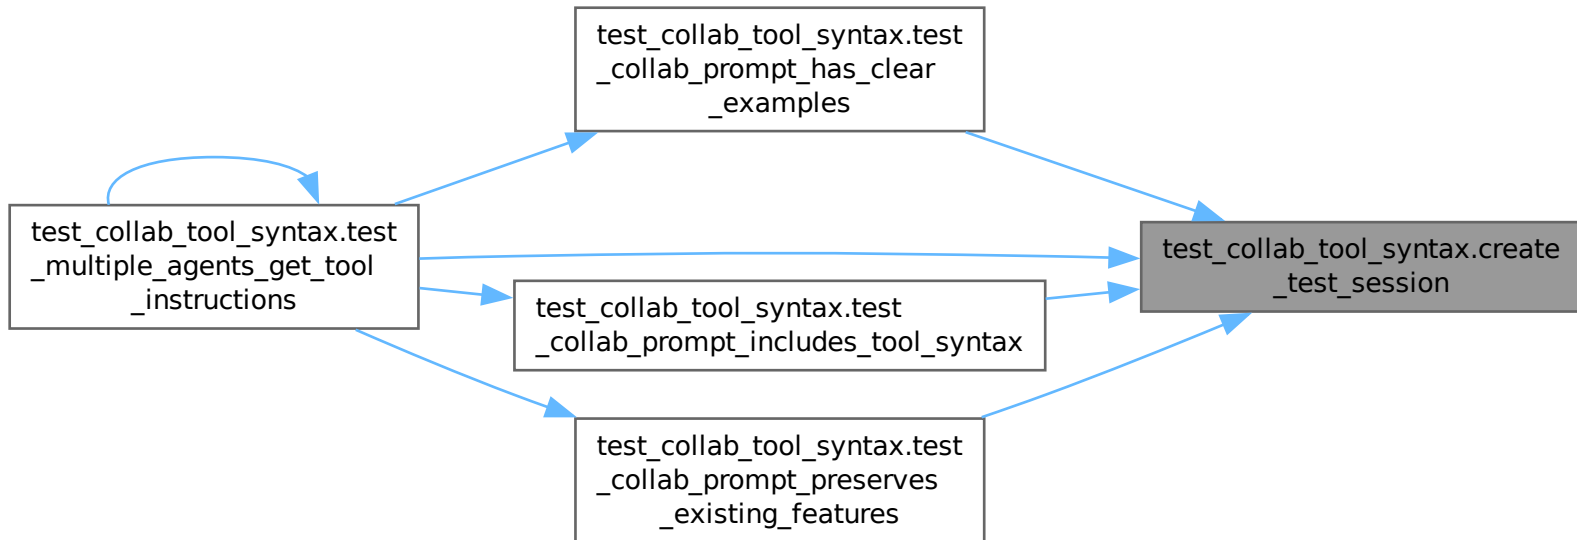 test_collab_tool_syntax.test
_collab_prompt_has_clear
_examples
test_collab_tool_syntax.test
_multiple_agents_get_tool
_instructions
test_collab_tool_syntax.create
_test_session
test_collab_tool_syntax.test
_collab_prompt_includes_tool_syntax
test_collab_tool_syntax.test
_collab_prompt_preserves
_existing_features